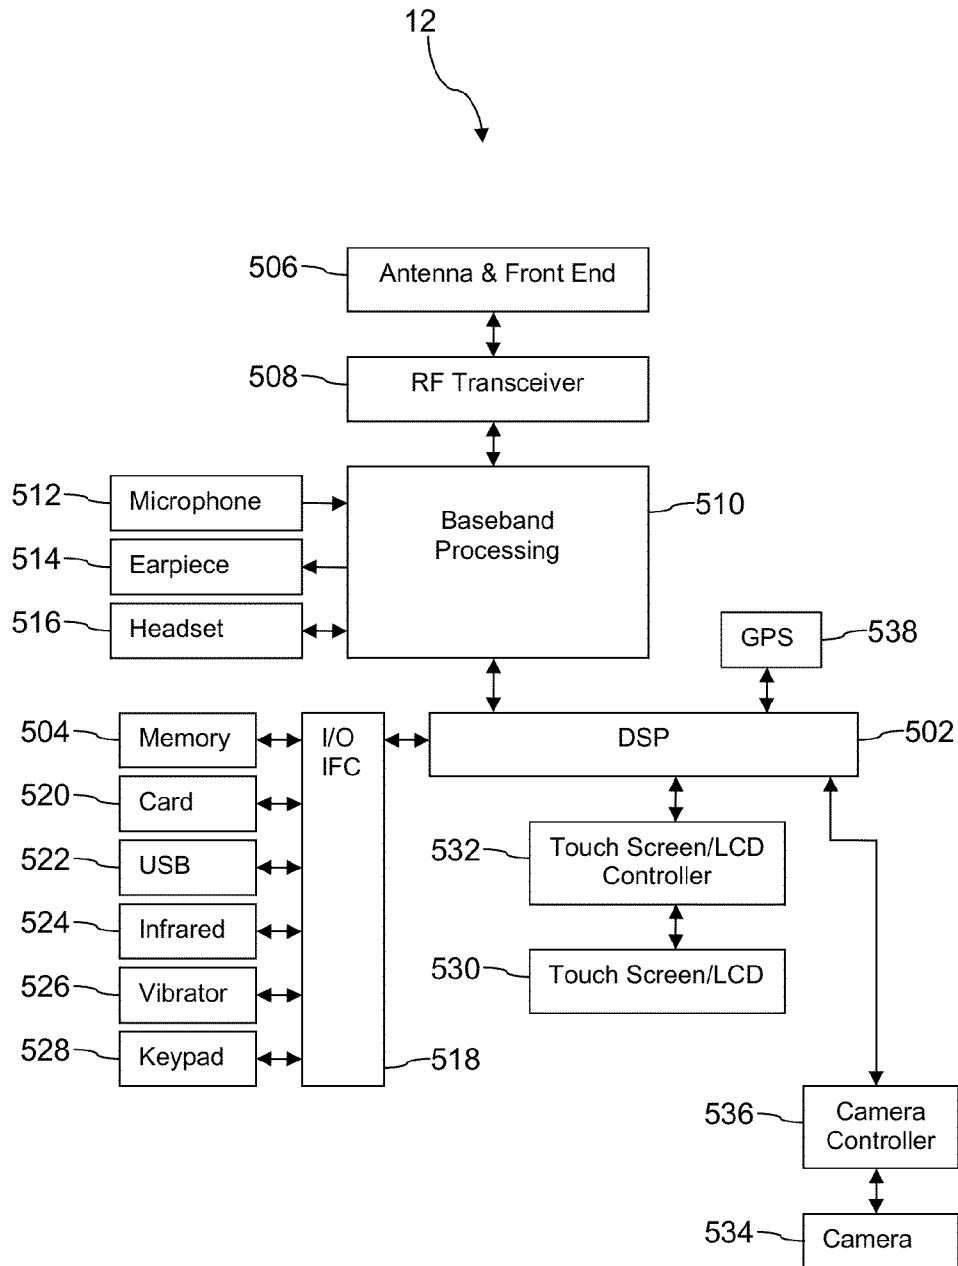 12
506
Antenna & Front End
508
RF Transceiver
512
Microphone
Baseband
Processing
510
514
Earpiece
516
Headset
GPS
538
504
Memory
I/O
IFC
DSP
502
520
Card
522
USB
532
Touch Screen/LCD
Controller
524
Infrared
526
Vibrator
530
Touch Screen/LCD
528
Keypad
518
536
Camera
Controller
534
Camera